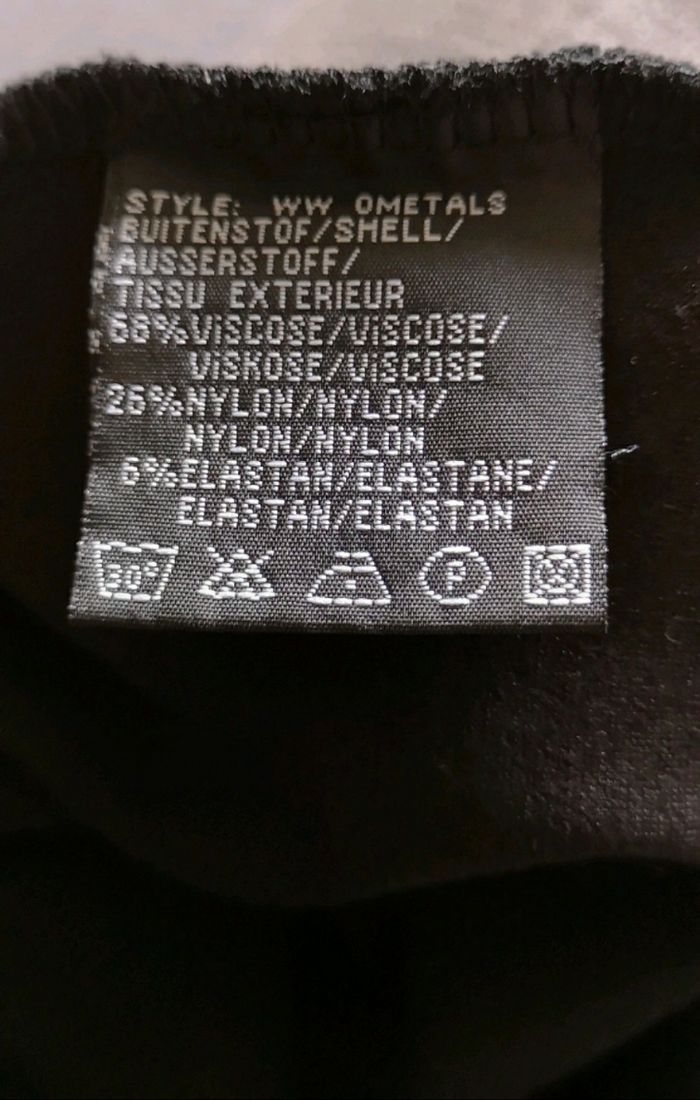 STYLE: WW OMETALS
BUITENSTOF/SHELL/
AUSSERSTOFF/
TISSU EXTERIEUR
68%VISCOSE/VISCOSE/
VISKOSE/VISCOSE
26%NYLON/NYLON/
NYLON/NYLON
6%ELASTAN/ELASTANE/
ELASTAN/ELASTAN
30° P